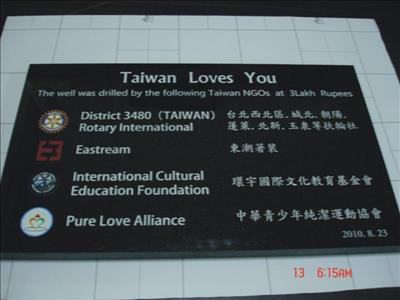 Taiwan Loves You
The well was drilled by the following Taiwan NGOs at 3Lakh Rupees
District 3480 (TAIWAN) 台北西北區.城北.朝陽.
Rotary International 蓬萊.北新.玉泉等扶輪社
Eastream 東潮著裝
International Cultural
Education Foundation 環宇國際文化教育基金會
Pure Love Alliance 中華青少年純潔運動協會
2010.8.23
13 6:15AM